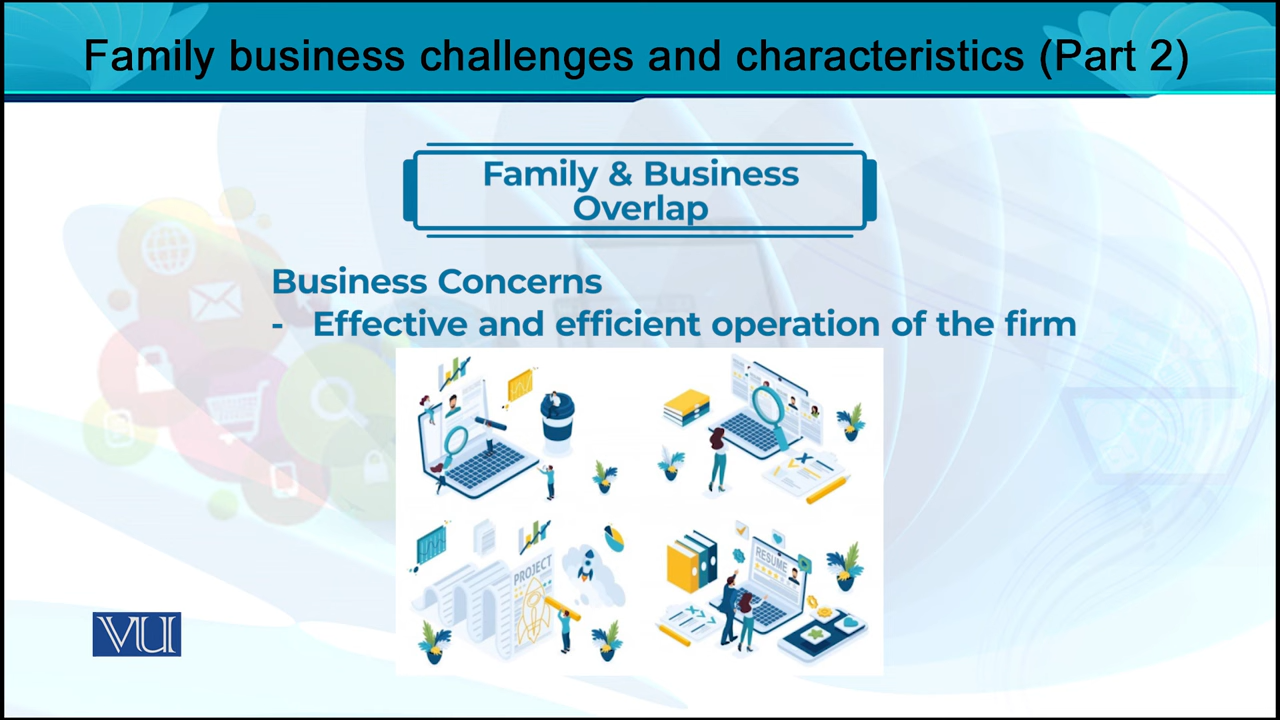 Family business challenges and characteristics (Part 2)
Family & Business
Overlap
Business Concerns
- Effective and efficient operation of the firm
PROJECT
RESUME
VU